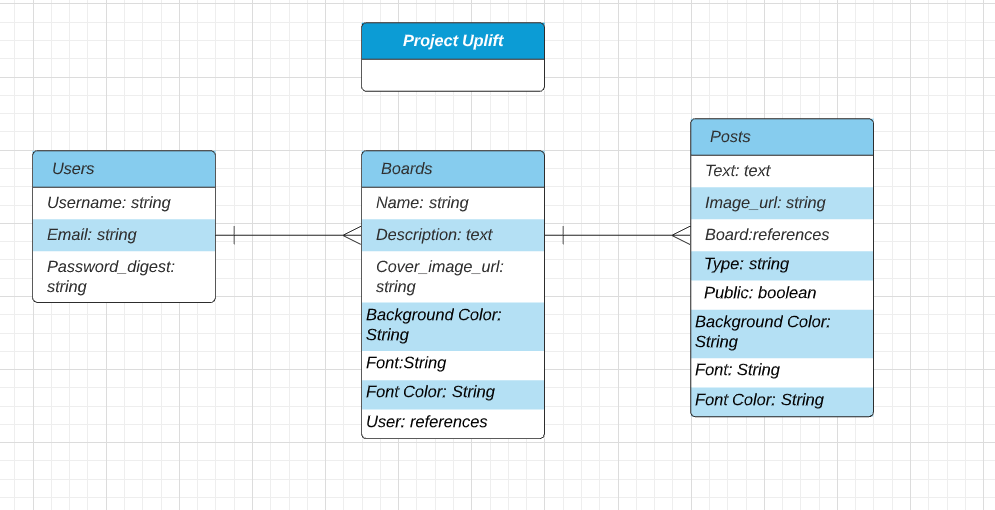 Project Uplift
Users
Username: string
Email: string
Password_digest:
string
Boards
Name: string
Description: text
Cover_image_url:
string
Background Color:
String
Font:String
Font Color: String
User: references
Posts
Text: text
Image_url: string
Board:references
Type: string
Public: boolean
Background Color:
String
Font: String
Font Color: String